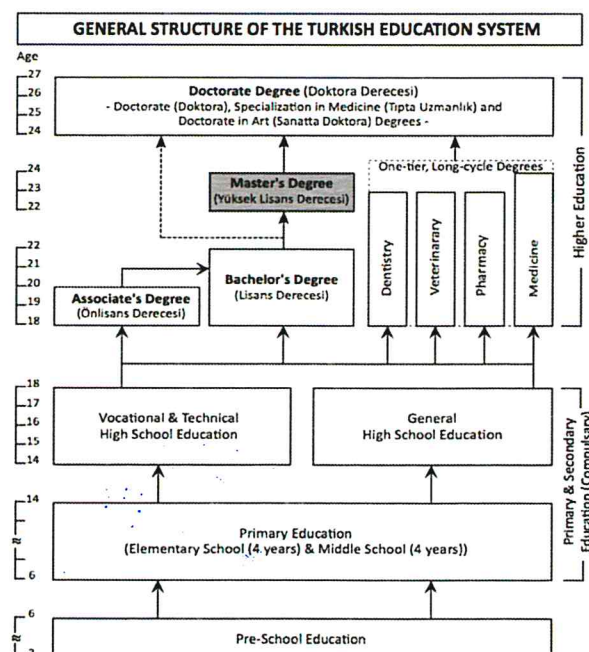 GENERAL STRUCTURE OF THE TURKISH EDUCATION SYSTEM
Age
27
26
25
24
Doctorate Degree (Doktora Derecesi)
- Doctorate (Doktora), Specialization in Medicine (Tıpta Uzmanlık) and
Doctorate in Art (Sanatta Doktora) Degrees -
24
23
22
Master's Degree
(Yüksek Lisans Derecesi)
One-tier, Long-cycle Degrees
Higher Education
22
21
20
19
18
Associate's Degree
(Önlisans Derecesi)
Bachelor's Degree
(Lisans Derecesi)
Dentistry
Veterinarary
Pharmacy
Medicine
18
17
16
15
14
Vocational & Technical
High School Education
General
High School Education
Primary & Secondary
Education (Compulsary)
14
≈
6
Primary Education
(Elementary School (4 years) & Middle School (4 years))
6
≈
Pre-School Education